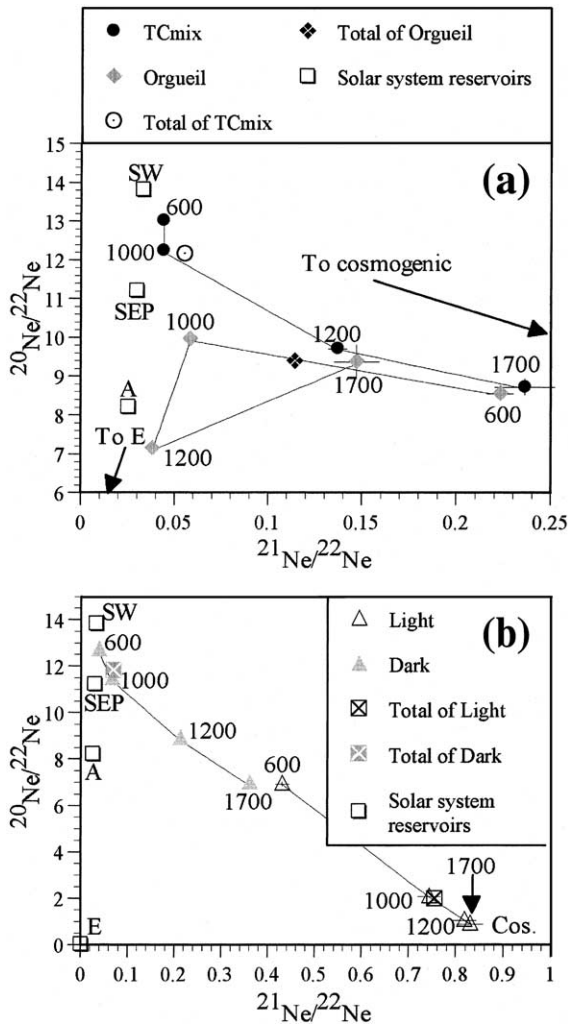 TCmix Total of Orgueil
Orgueil Solar system reservoirs
Total of TCmix
15
14
13
12
11
10
9
8
7
6
20Ne/22Ne
(a)
SW
600
1000
To cosmogenic
SEP
1000
1200
1700
1700
A
600
To E
1200
0.05 0.1 0.15 0.2 0.25
21Ne/22Ne
14
12
10
8
6
4
2
0
20Ne/22Ne
(b)
Light
Dark
Total of Light
Total of Dark
Solar system
reservoirs
SW
600
1000
SEP
1200
A
600
1700
1700
1000
E
1200
Cos.
0 0.1 0.2 0.3 0.4 0.5 0.6 0.7 0.8 0.9 1
21Ne/22Ne